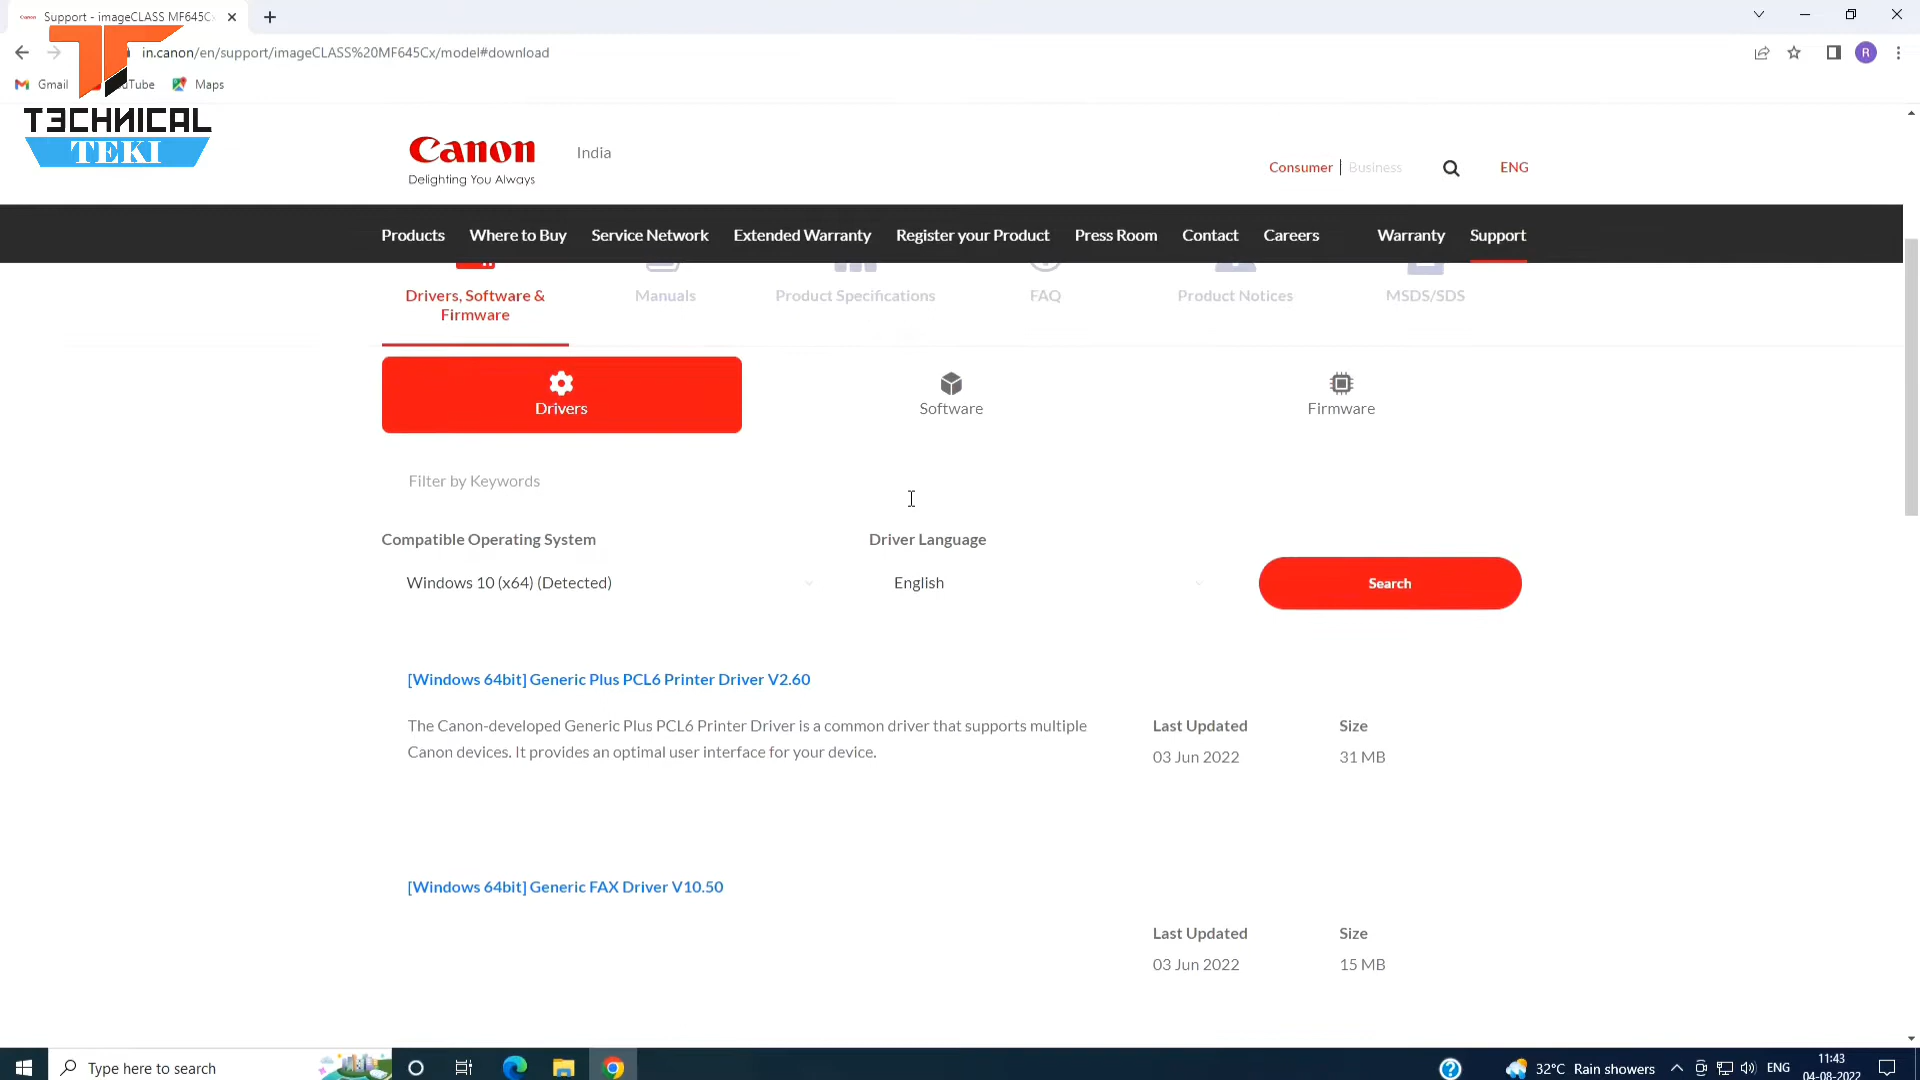 Support - imageCLASS MF645C
in.canon/en/support/imageCLASS%20MF645Cx/model#download
R
Gmail
uTube
Maps
T3CHNICAL
TEKI
Canon
Delighting You Always
India
Consumer | Business
ENG
Products
Where to Buy
Service Network
Extended Warranty
Register your Product
Press Room
Contact
Careers
Warranty
Support
Drivers, Software &
Firmware
Manuals
Product Specifications
FAQ
Product Notices
MSDS/SDS
Drivers
Software
Firmware
Filter by Keywords
Compatible Operating System
Driver Language
Windows 10 (x64) (Detected)
English
Search
[Windows 64bit] Generic Plus PCL6 Printer Driver V2.60
The Canon-developed Generic Plus PCL6 Printer Driver is a common driver that supports multiple
Canon devices. It provides an optimal user interface for your device.
Last Updated
Size
03 Jun 2022
31 MB
[Windows 64bit] Generic FAX Driver V10.50
Last Updated
Size
03 Jun 2022
15 MB
Type here to search
32°C Rain showers
ENG
11:43
04-08-2022